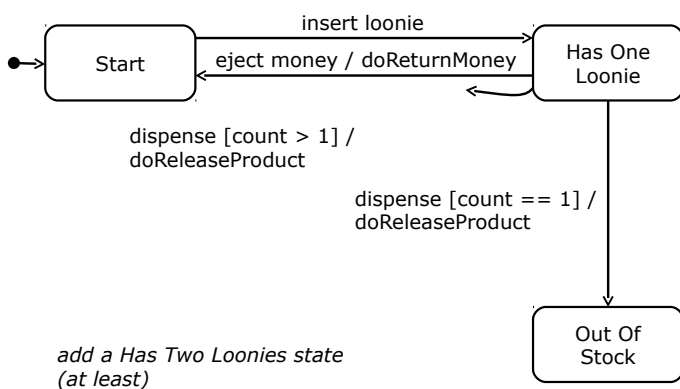 insert loonie
Start
eject money / doReturnMoney
Has One
Loonie
dispense [count > 1] /
doReleaseProduct
dispense [count == 1] /
doReleaseProduct
Out Of
Stock
add a Has Two Loonies state
(at least)